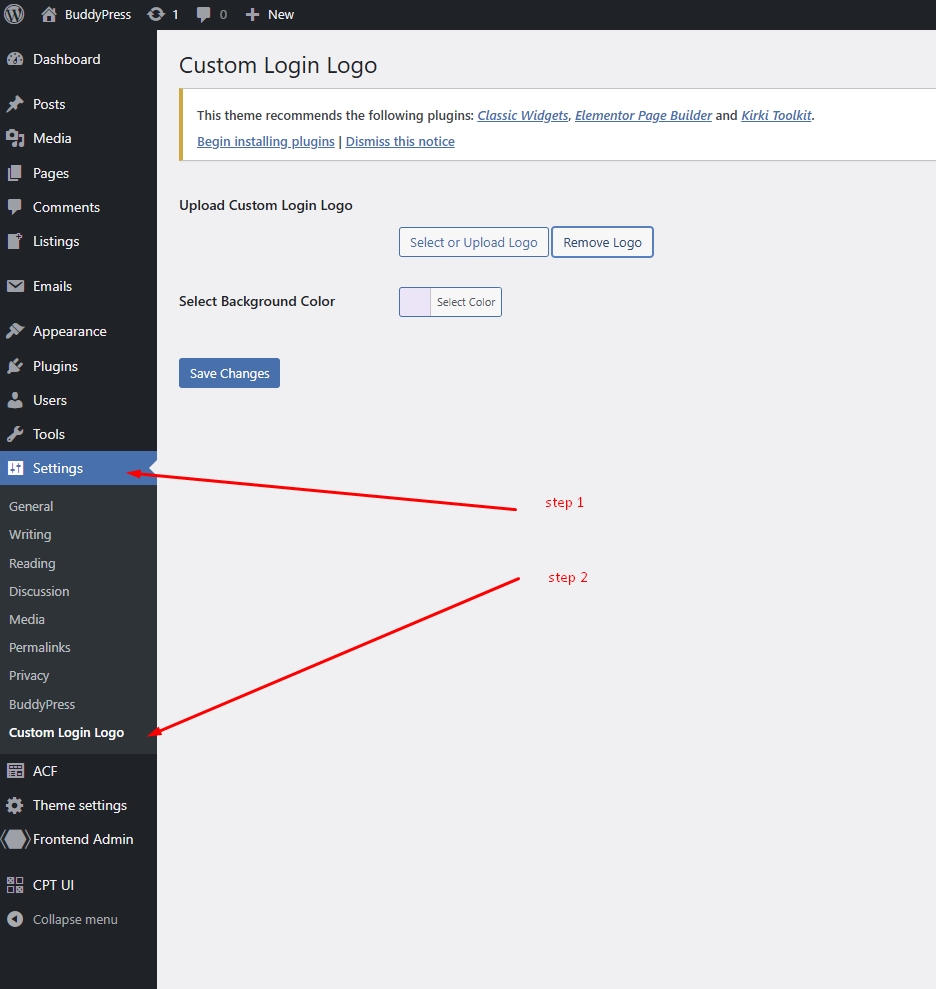 BuddyPress 1 0 New
Dashboard
Posts
Media
Pages
Comments
Listings
Emails
Appearance
Plugins
Users
Tools
Settings
General
Writing
Reading
Discussion
Media
Permalinks
Privacy
BuddyPress
Custom Login Logo
ACF
Theme settings
Frontend Admin
CPT UI
Collapse menu
Custom Login Logo
This theme recommends the following plugins: Classic Widgets, Elementor Page Builder and Kirki Toolkit.
Begin installing plugins | Dismiss this notice
Upload Custom Login Logo
Select or Upload Logo Remove Logo
Select Background Color Select Color
Save Changes
step 1
step 2